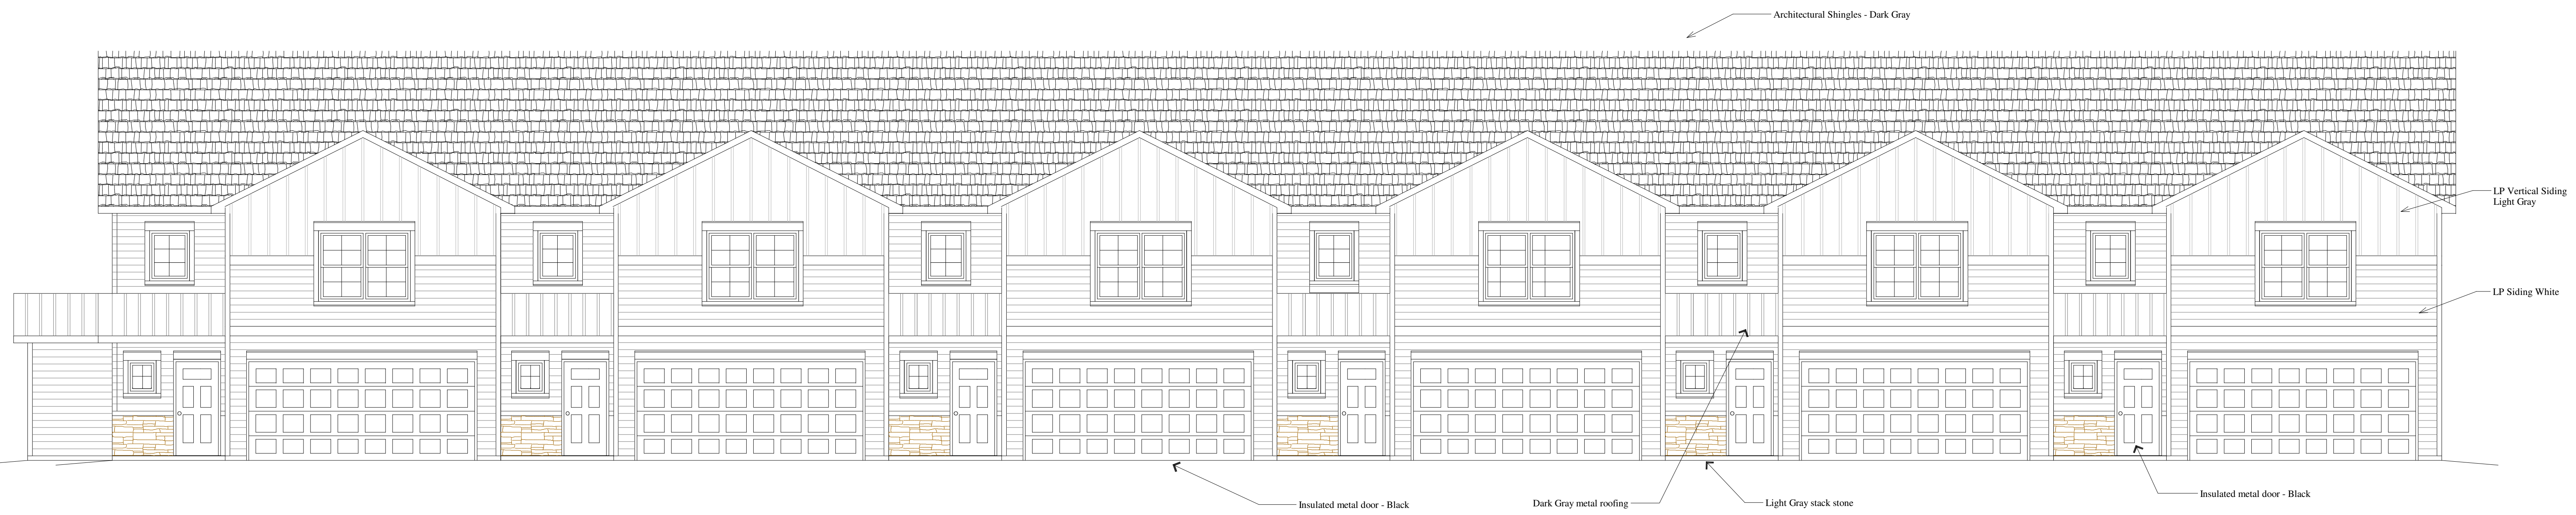 Architectural Shingles - Dark Gray
LP Vertical Siding
Light Gray
LP Siding White
Insulated metal door - Black
Dark Gray metal roofing
Light Gray stack stone
Insulated metal door - Black